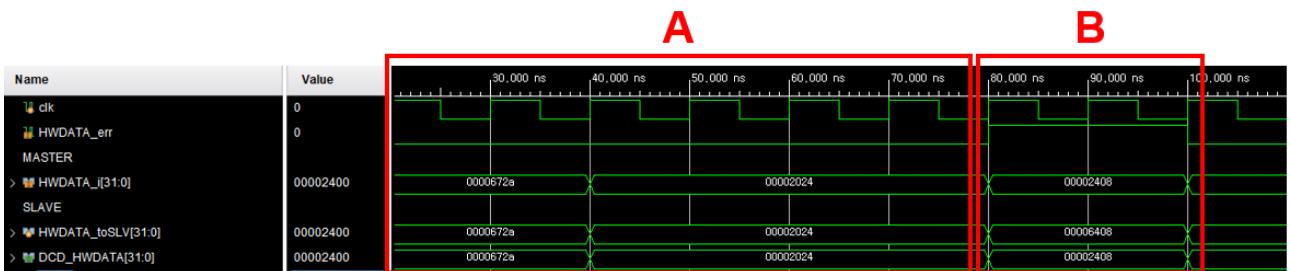 A B
Name Value 30,000 ns 40,000 ns 50,000 ns 60,000 ns 70,000 ns 80,000 ns 90,000 ns 100,000 ns
clk 0
HWDATA_err 0
MASTER
HWDATA_i[31:0] 00002400 0000672a 00002024 00002408
SLAVE
HWDATA_toSLV[31:0] 00002400 0000672a 00002024 00006408
DCD_HWDATA[31:0] 00002400 0000672a 00002024 00002408